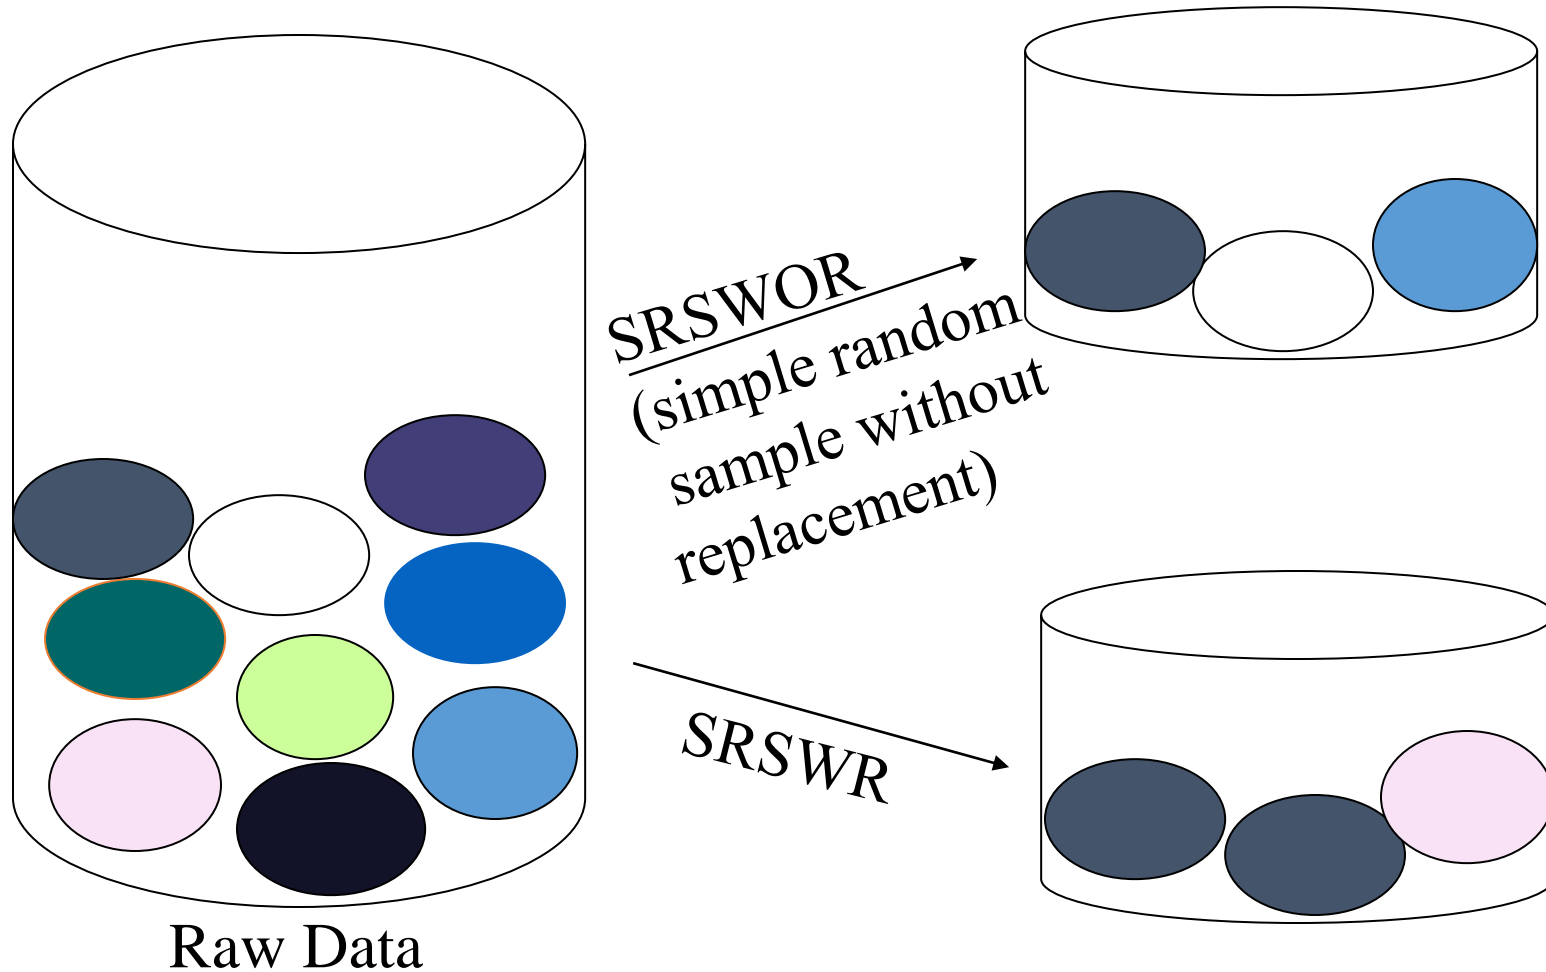 SRSWOR
(simple random
sample without
replacement)
SRSWR
Raw Data